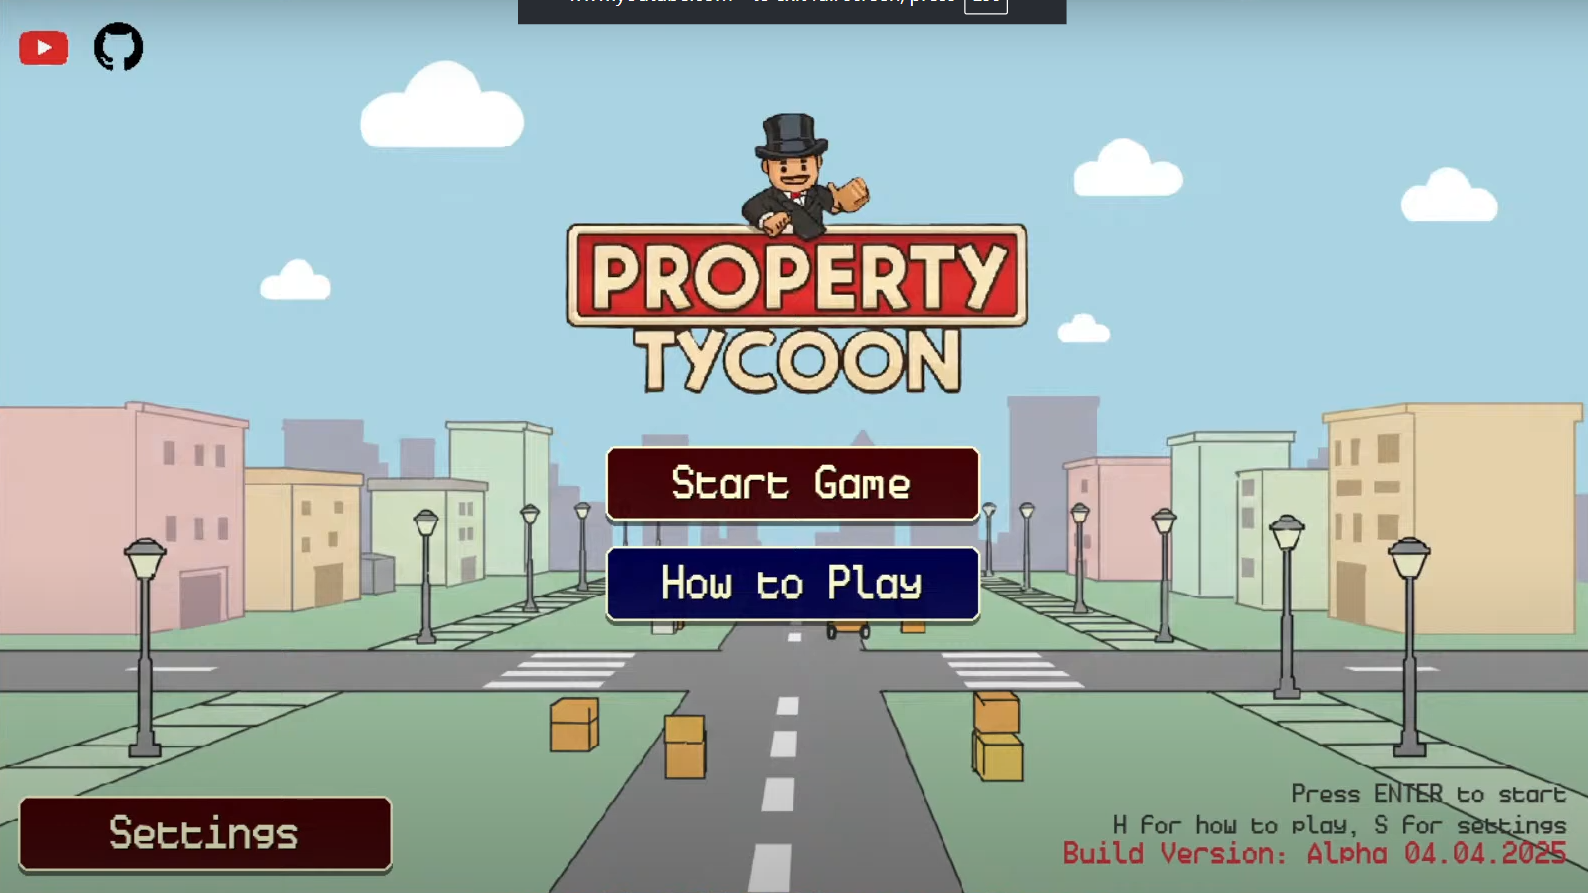 PROPERTY
TYCOON
Start Game
How to Play
Settings
Press ENTER to start
H for how to play, S for settings
Build Version: Alpha 04.04.2025